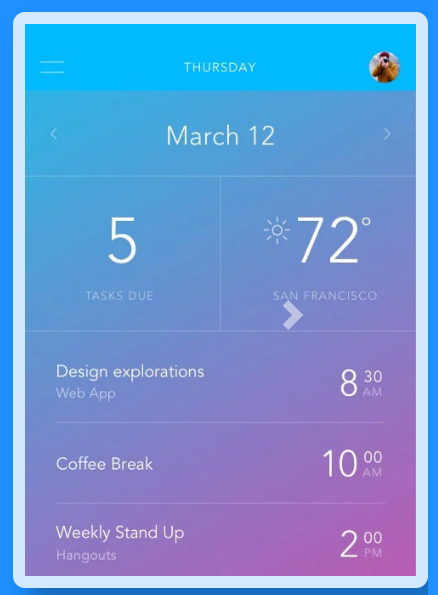 THURSDAY
March 12
5
72°
TASKS DUE
SAN FRANCISCO
Design explorations
Web App
8 30 AM
Coffee Break
10 00 AM
Weekly Stand Up
Hangouts
2 00 PM